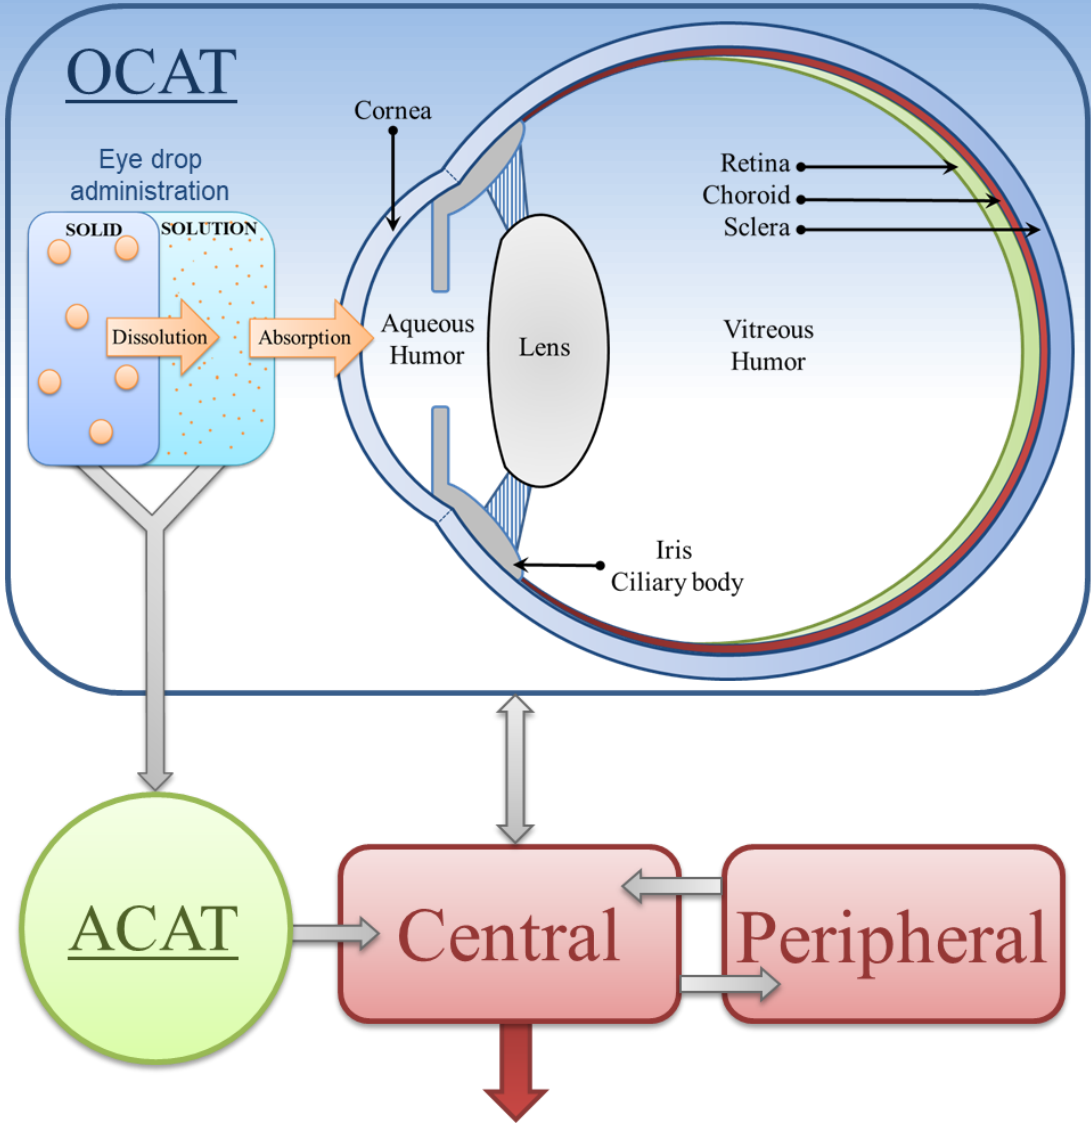 OCAT
Eye drop
administration
SOLID
SOLUTION
Dissolution
Absorption
Cornea
Aqueous
Humor
Lens
Vitreous
Humor
Retina
Choroid
Sclera
Iris
Ciliary body
ACAT
Central
Peripheral